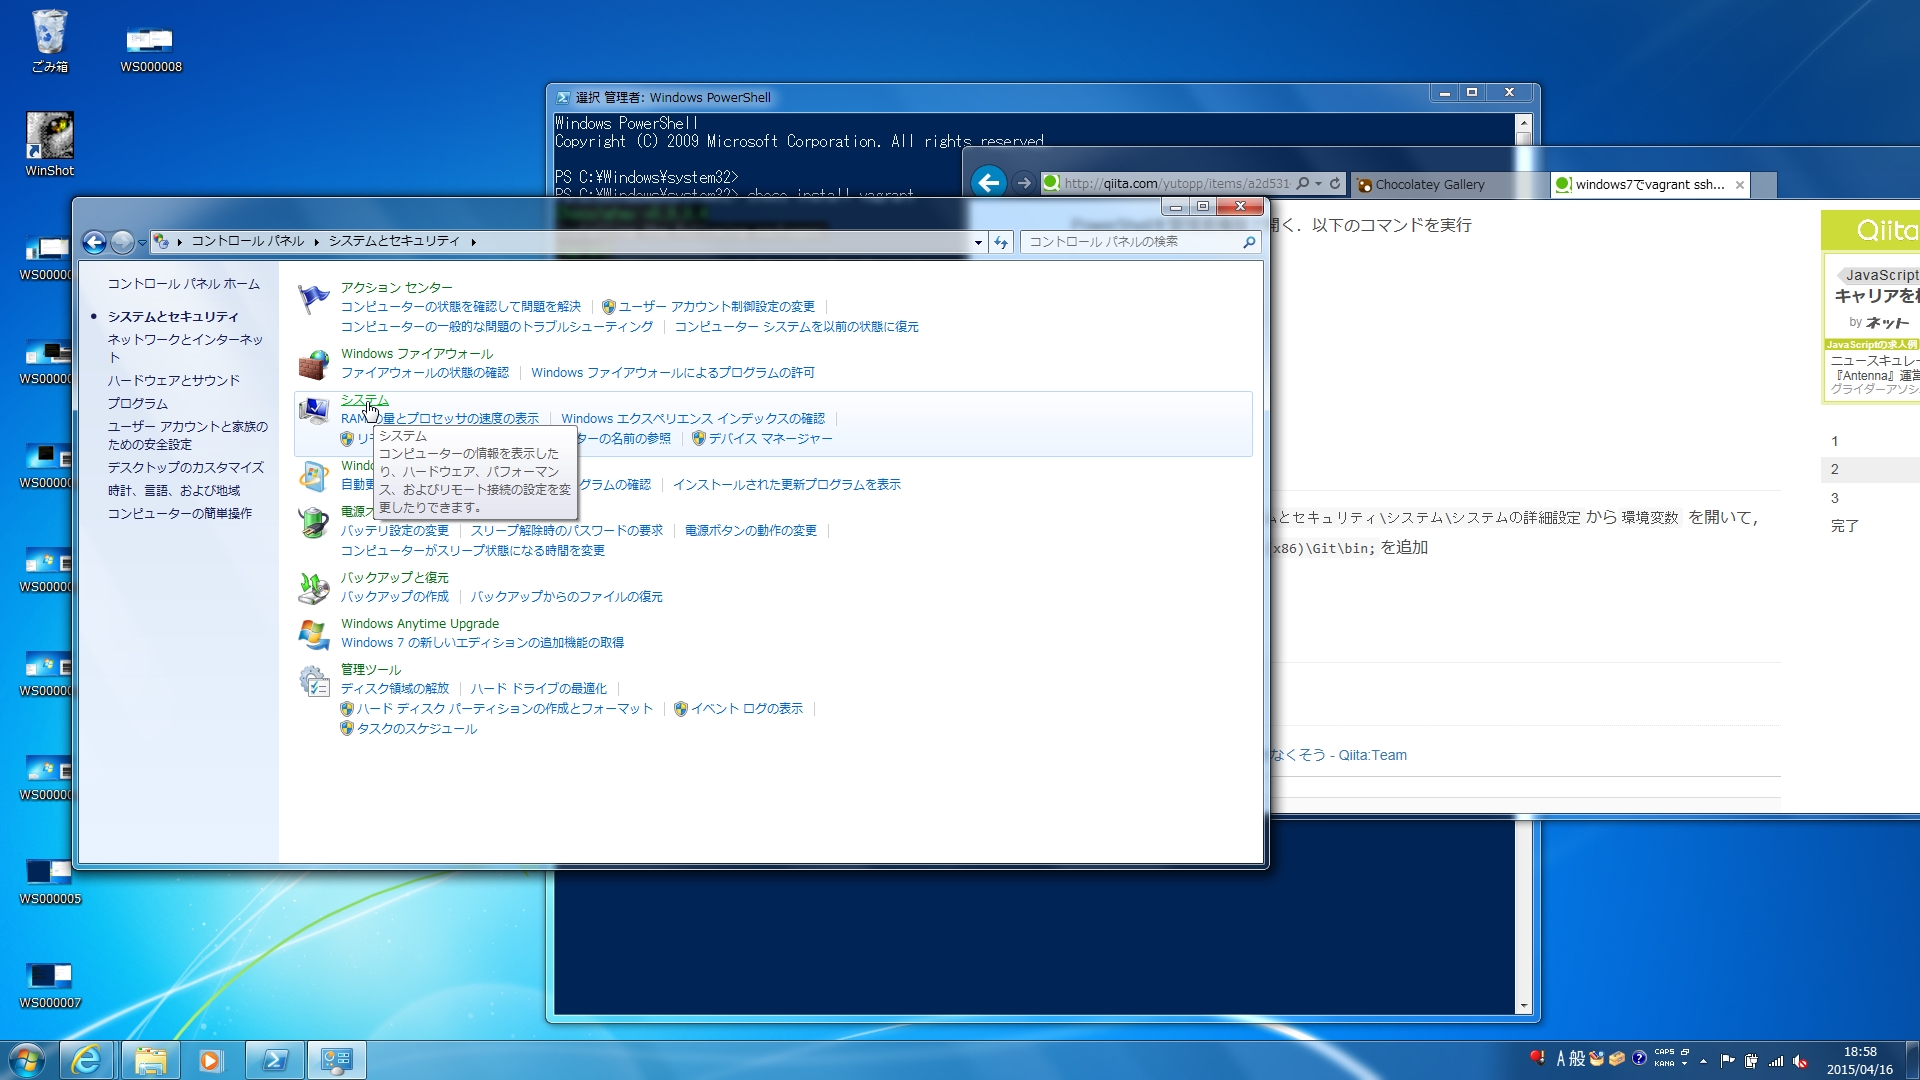 ごみ箱
WS000008
WinShot
WS00000
WS00000
WS00000
WS00000
WS00000
WS00000
WS000005
WS000007
選択 管理者: Windows PowerShell
Windows PowerShell
Copyright (C) 2009 Microsoft Corporation. All rights reserved
PS C:¥Windows¥system32>
PS C:¥Windows¥system32> choco install vagrant
http://qiita.com/yutopp/items/a2d531
Chocolatey Gallery
windows7でvagrant ssh...
開く. 以下のコマンドを実行
とセキュリティ\システム\システムの詳細設定 から 環境変数 を開いて,
x86)\Git\bin; を追加
なくそう - Qiita:Team
Qiita
JavaScript
キャリアを
by ネット
JavaScriptの求人例
ニュースキュレー
『Antenna』運営
グライダーアソシ
1
2
3
完了
コントロール パネル
システムとセキュリティ
コントロール パネルの検索
コントロール パネル ホーム
システムとセキュリティ
ネットワークとインターネッ
ト
ハードウェアとサウンド
プログラム
ユーザー アカウントと家族の
ための安全設定
デスクトップのカスタマイズ
時計、言語、および地域
コンピューターの簡単操作
アクション センター
コンピューターの状態を確認して問題を解決 ユーザー アカウント制御設定の変更
コンピューターの一般的な問題のトラブルシューティング コンピューター システムを以前の状態に復元
Windows ファイアウォール
ファイアウォールの状態の確認 Windows ファイアウォールによるプログラムの許可
システム
RAM の量とプロセッサの速度の表示 Windows エクスペリエンス インデックスの確認
リモ ターの名前の参照 デバイス マネージャー
システム
コンピューターの情報を表示した
り、ハードウェア、パフォーマン
ス、およびリモート接続の設定を変
更したりできます。
Windo
自動更 グラムの確認 インストールされた更新プログラムを表示
電源オ
バッテリ設定の変更 スリープ解除時のパスワードの要求 電源ボタンの動作の変更
コンピューターがスリープ状態になる時間を変更
バックアップと復元
バックアップの作成 バックアップからのファイルの復元
Windows Anytime Upgrade
Windows 7 の新しいエディションの追加機能の取得
管理ツール
ディスク領域の解放 ハード ドライブの最適化
ハード ディスク パーティションの作成とフォーマット イベント ログの表示
タスクのスケジュール
A 般
CAPS
KANA
18:58
2015/04/16